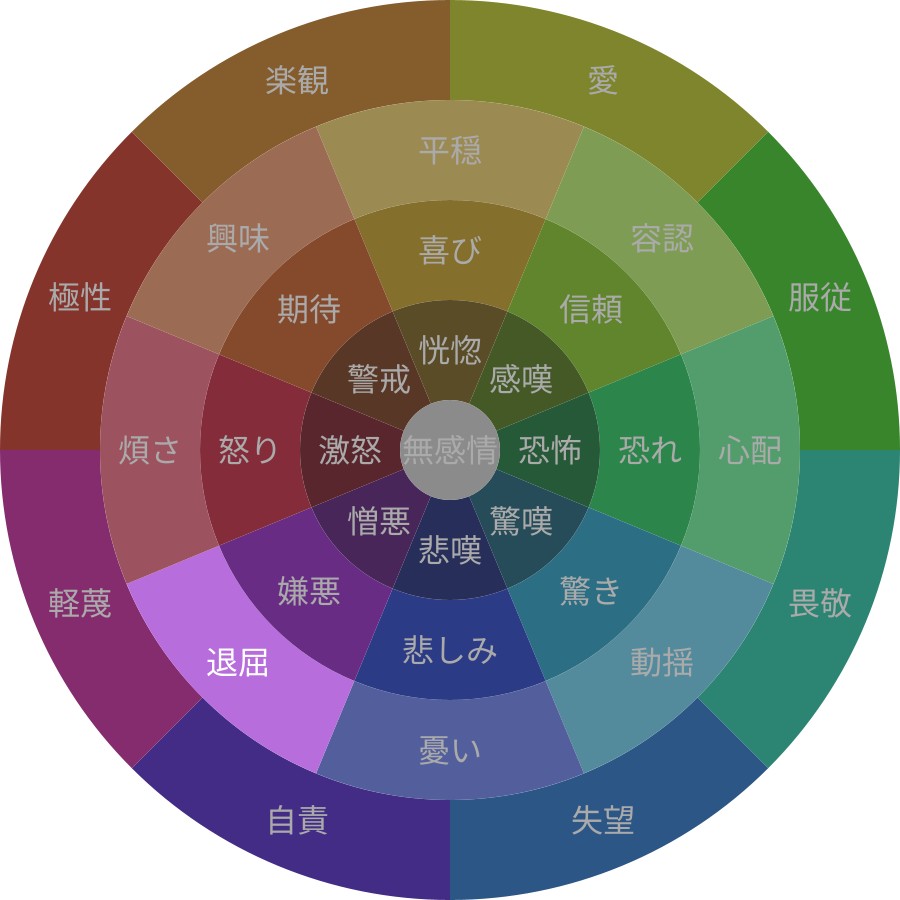 楽観
愛
平穏
興味
容認
喜び
極性
服従
期待
信頼
恍惚
警戒
感嘆
煩さ
怒り
激怒
無感情
恐怖
恐れ
心配
憎悪
驚嘆
悲嘆
嫌悪
驚き
軽蔑
畏敬
悲しみ
退屈
動揺
憂い
自責
失望